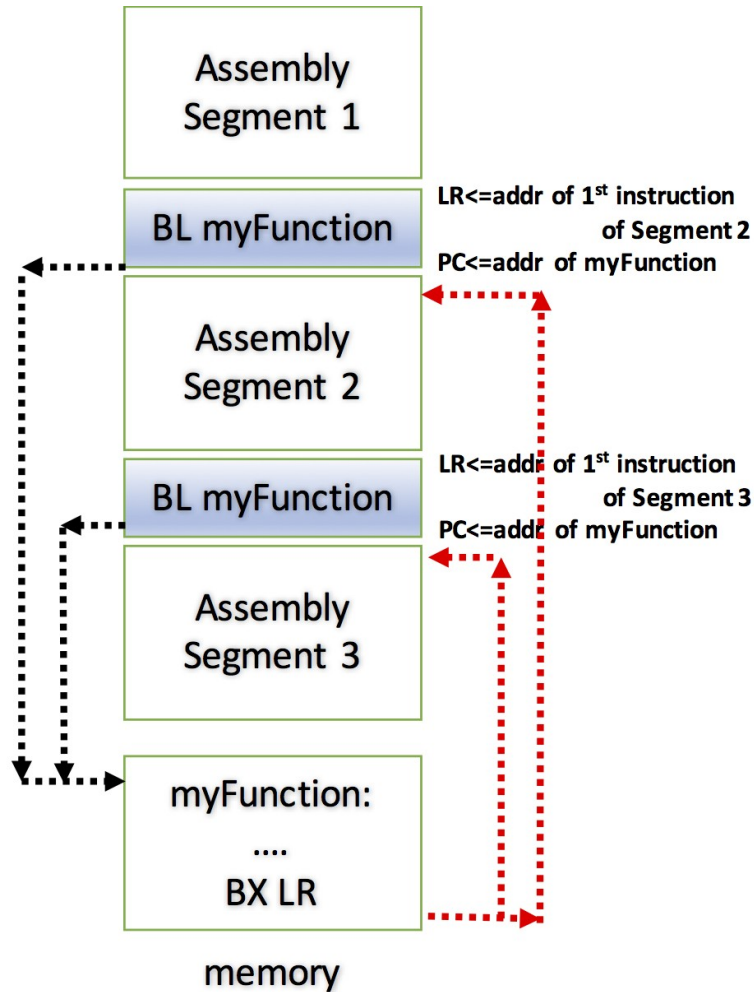 Assembly
Segment 1
LR<=addr of 1st instruction
of Segment 2
BL myFunction
PC<=addr of myFunction
Assembly
Segment 2
LR<=addr of 1st instruction
of Segment 3
BL myFunction
PC<=addr of myFunction
Assembly
Segment 3
myFunction:
....
BX LR
memory